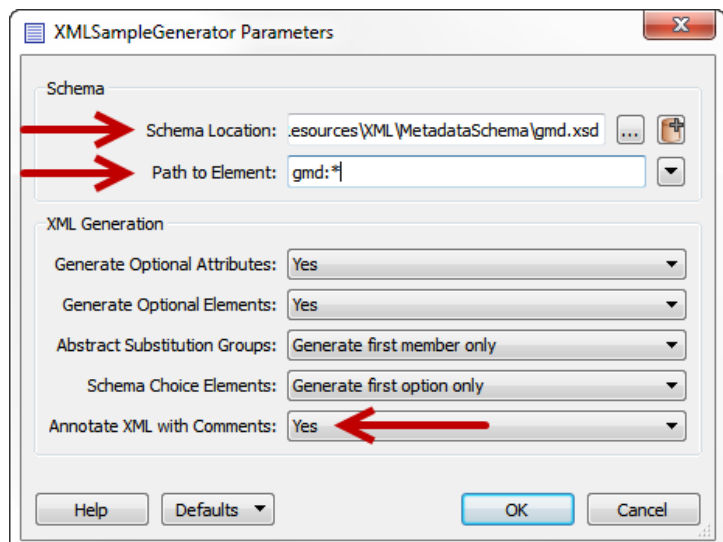 XMLSampleGenerator Parameters
Schema
Schema Location: .esources\XML\MetadataSchema\gmd.xsd ...
Path to Element: gmd:*
XML Generation
Generate Optional Attributes: Yes
Generate Optional Elements: Yes
Abstract Substitution Groups: Generate first member only
Schema Choice Elements: Generate first option only
Annotate XML with Comments: Yes
Help Defaults OK Cancel